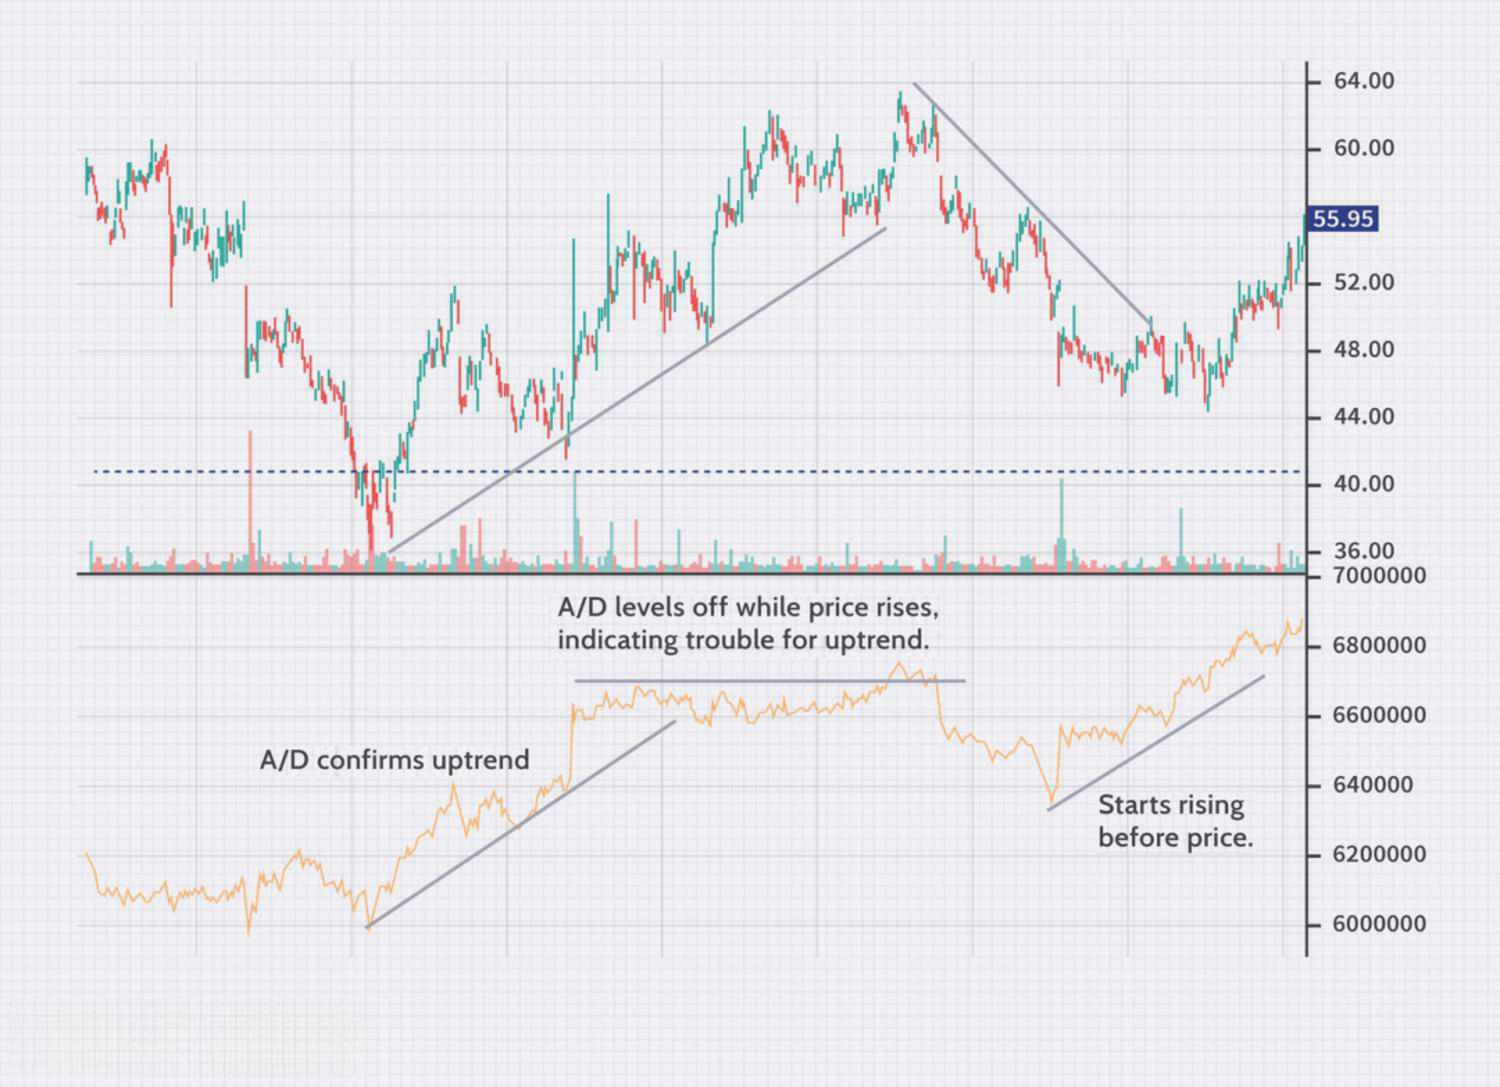 64.00
60.00
55.95
52.00
48.00
44.00
40.00
36.00
7000000
A/D levels off while price rises,
indicating trouble for uptrend.
6800000
6600000
A/D confirms uptrend
640000
Starts rising
before price.
6200000
6000000